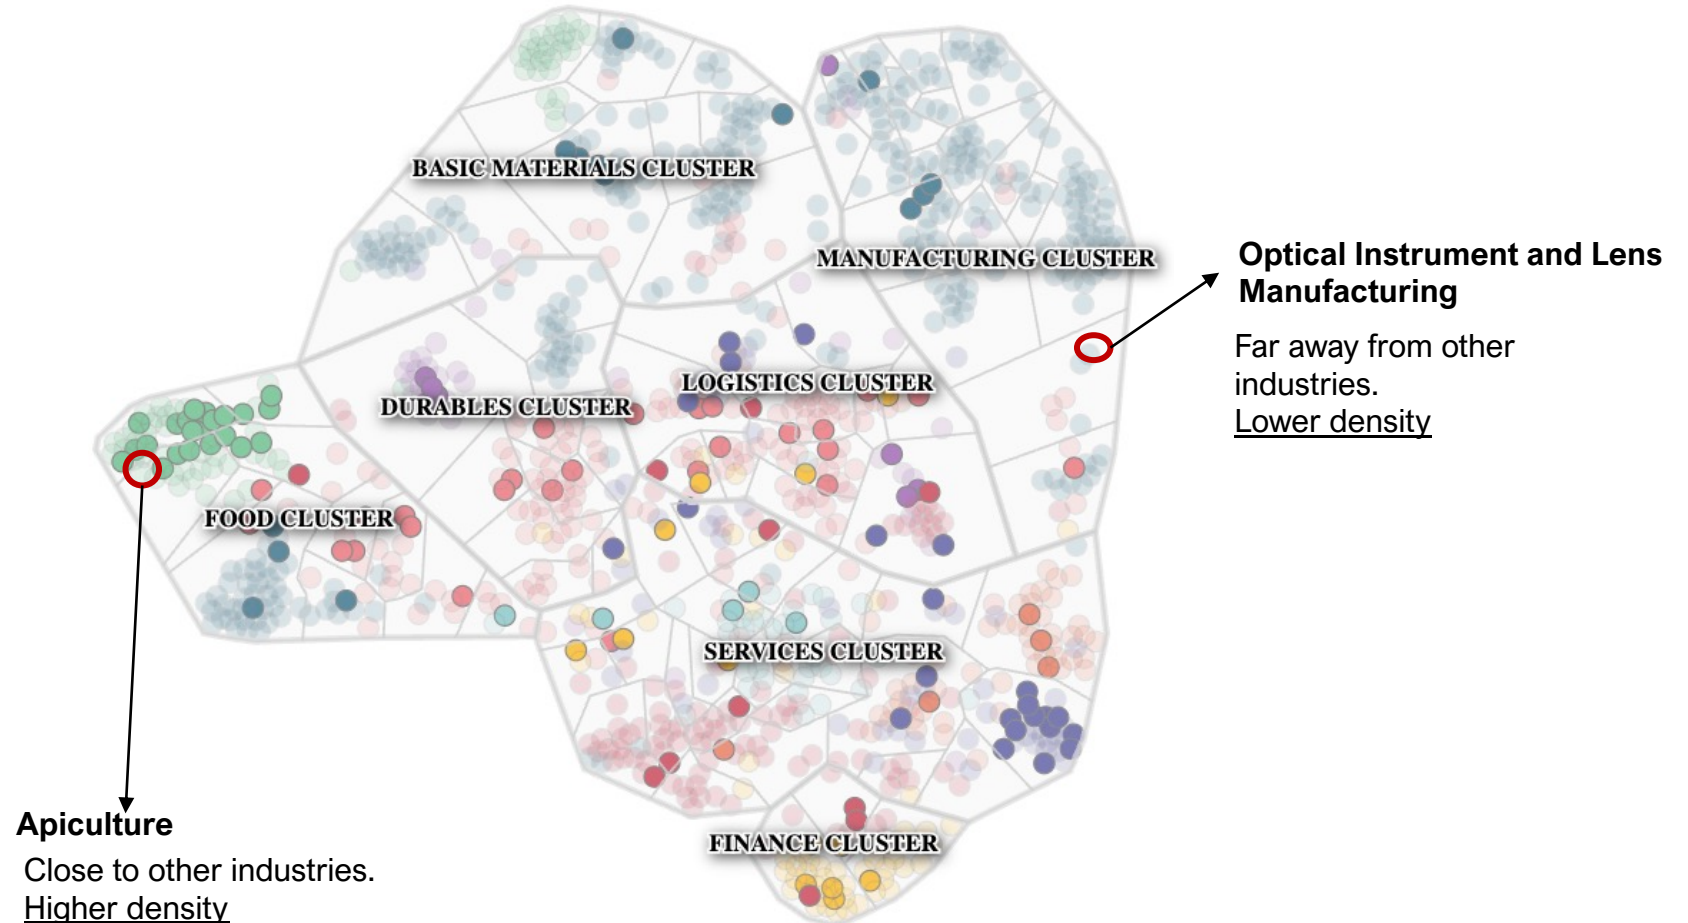 BASIC MATERIALS CLUSTER
MANUFACTURING CLUSTER
Optical Instrument and Lens
Manufacturing
Far away from other
industries.
Lower density
LOGISTICS CLUSTER
DURABLES CLUSTER
FOOD CLUSTER
SERVICES CLUSTER
FINANCE CLUSTER
Apiculture
Close to other industries.
Higher density